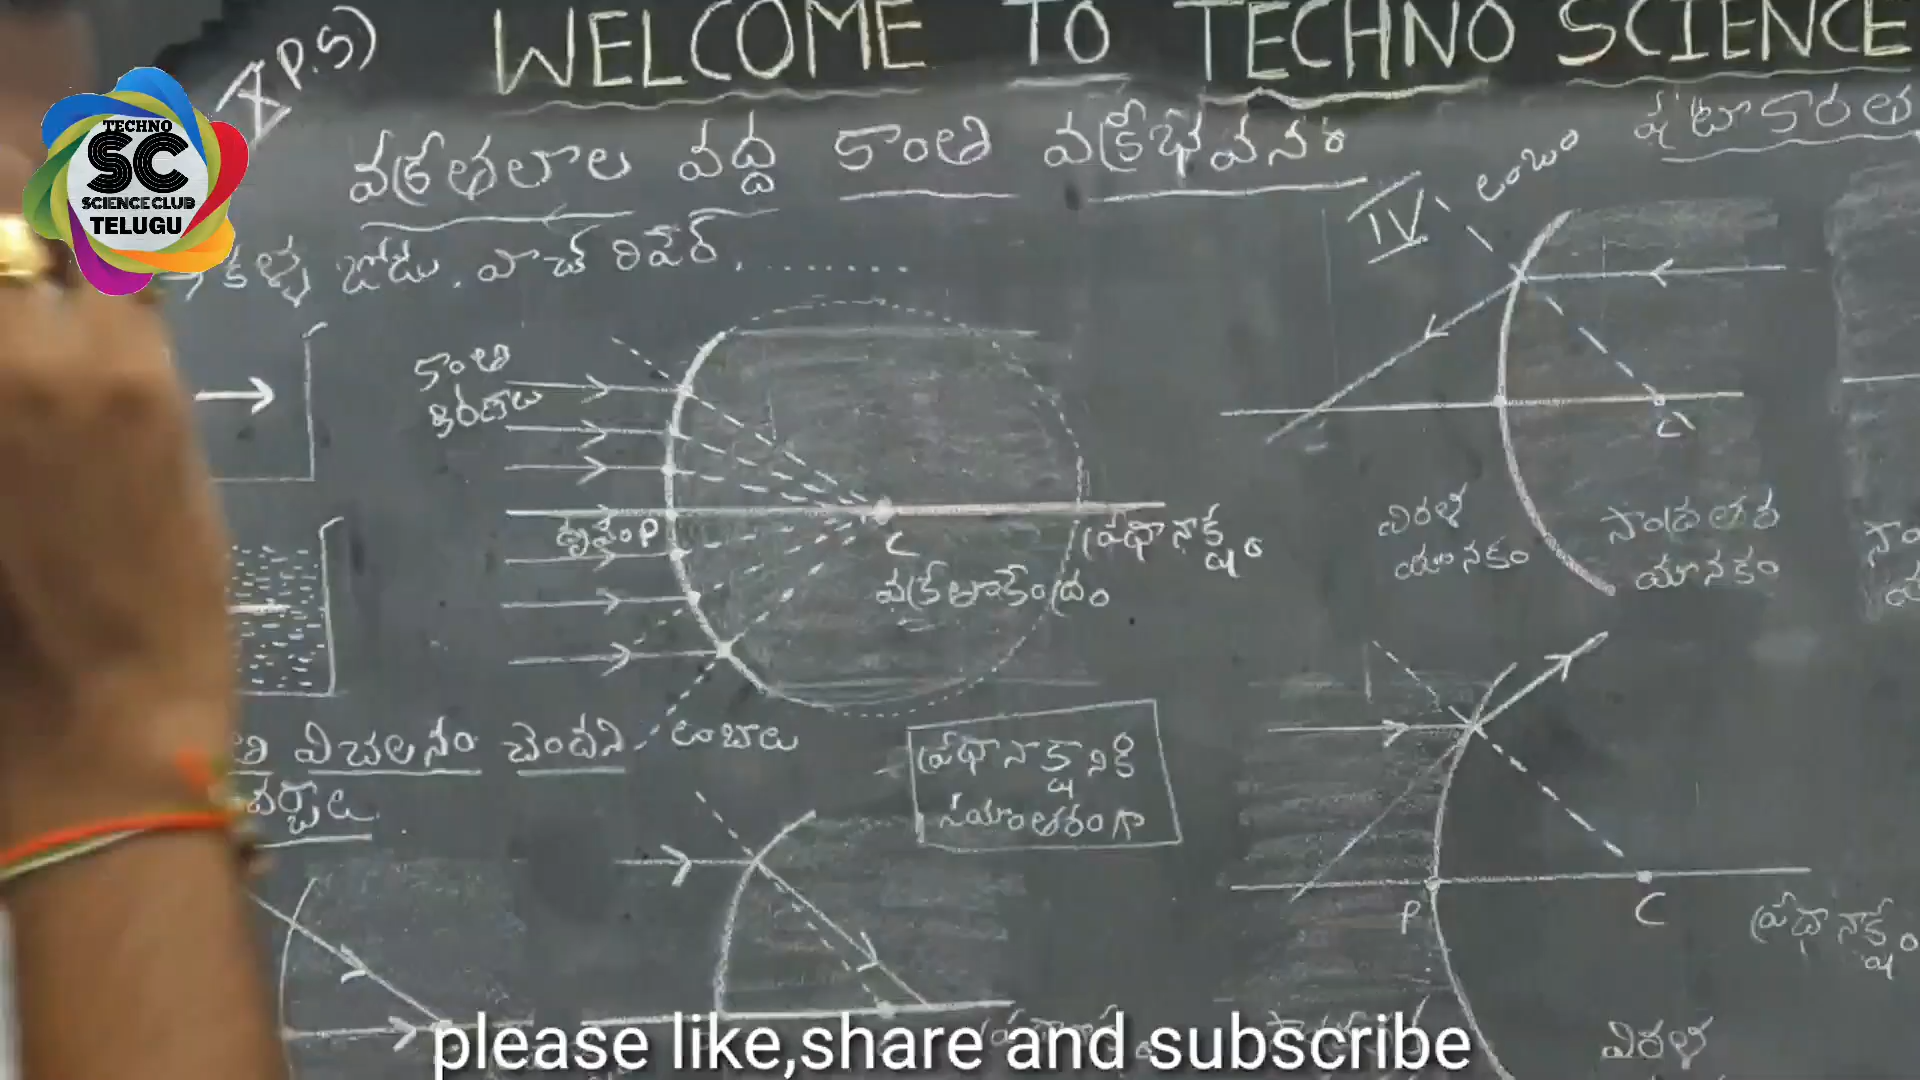 X P.S)
WELCOME TO TECHNO SCIENCE
TECHNO
SC
SCIENCE CLUB
TELUGU
వక్రతలాల వద్ద కాంతి వక్రీభవనం
కళ్ళ జోడు, వాచ్ రిపేర్, ........
IV
లంబం
కాంతి
కిరణాలు
ధృవం P
C
ప్రధానాక్షం
వక్రతాకేంద్రం
C
విరళ
యానకం
సాంద్రతర
యానకం
విచలనం చెందని
లంబాలు
ప్రధానాక్షానికి
సమాంతరంగా
P
C
ప్రధానాక్షం
విరళ
please like,share and subscribe